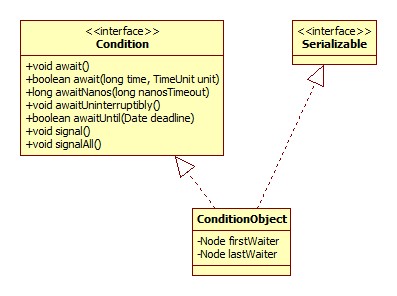 <<interface>>
Condition
+void await()
+boolean await(long time, TimeUnit unit)
+long awaitNanos(long nanosTimeout)
+void awaitUninterruptibly()
+boolean awaitUntil(Date deadline)
+void signal()
+void signalAll()
<<interface>>
Serializable
ConditionObject
-Node firstWaiter
-Node lastWaiter